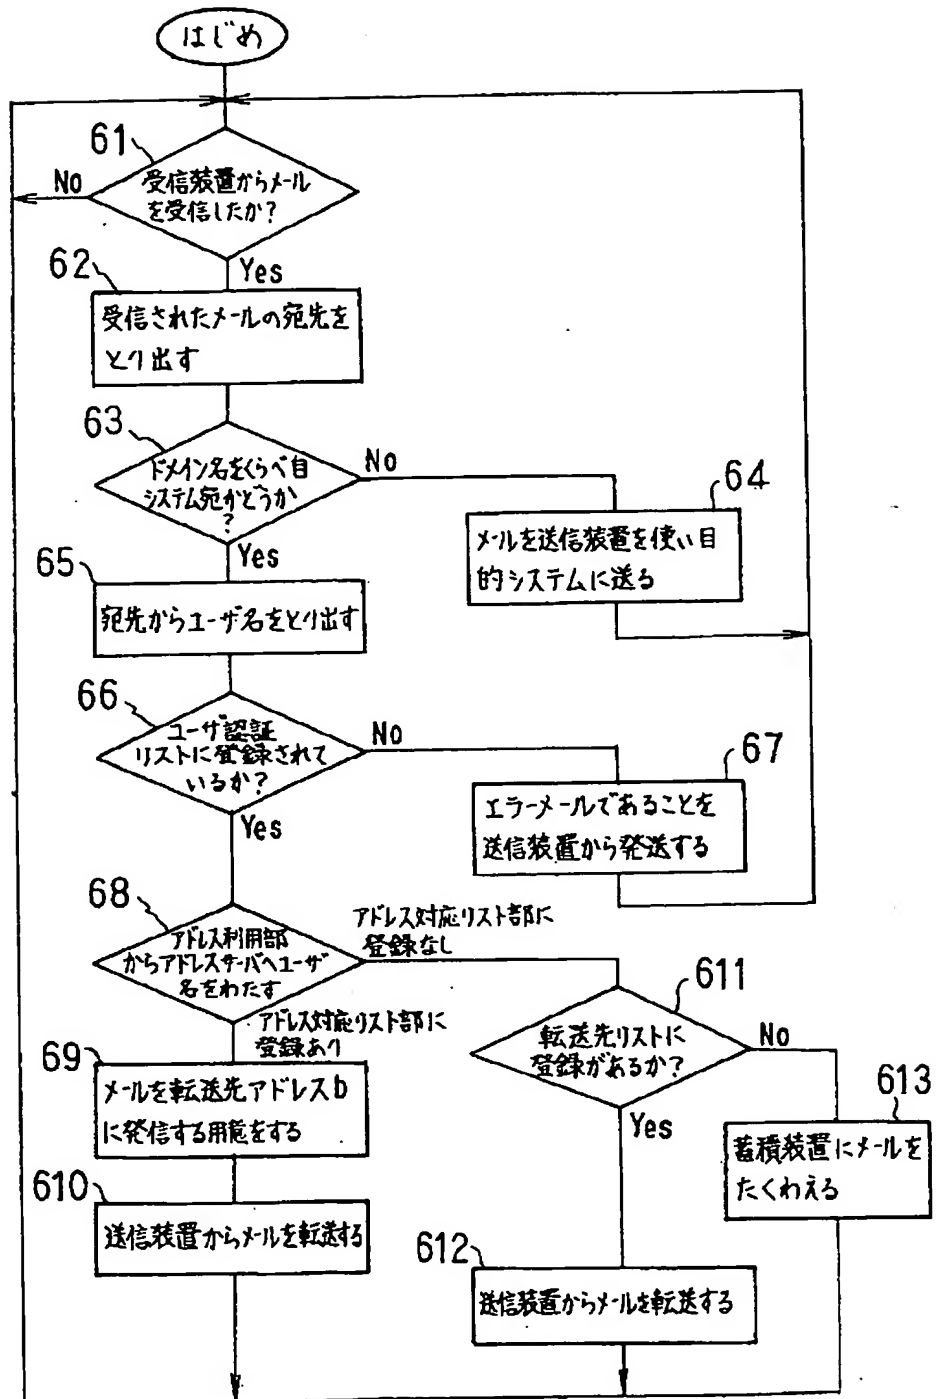 はじめ
61
受信装置からメール
を受信したか？
No
Yes
62
受信されたメールの宛先を
とり出す
63
ドメイン名をくらべ自
システム宛かどうか
？
No
Yes
64
メールを送信装置を使い目
的システムに送る
65
宛先からユーザ名をとり出す
66
ユーザ認証
リストに登録されて
いるか？
No
Yes
67
エラーメールであることを
送信装置から発送する
68
アドレス利用部
からアドレスサーバへユーザ
名をわたす
アドレス対応リスト部に
登録なし
アドレス対応リスト部に
登録あり
69
メールを転送先アドレスb
に発信する用意をする
610
送信装置からメールを転送する
611
転送先リストに
登録があるか？
No
Yes
612
送信装置からメールを転送する
613
蓄積装置にメールを
たくわえる